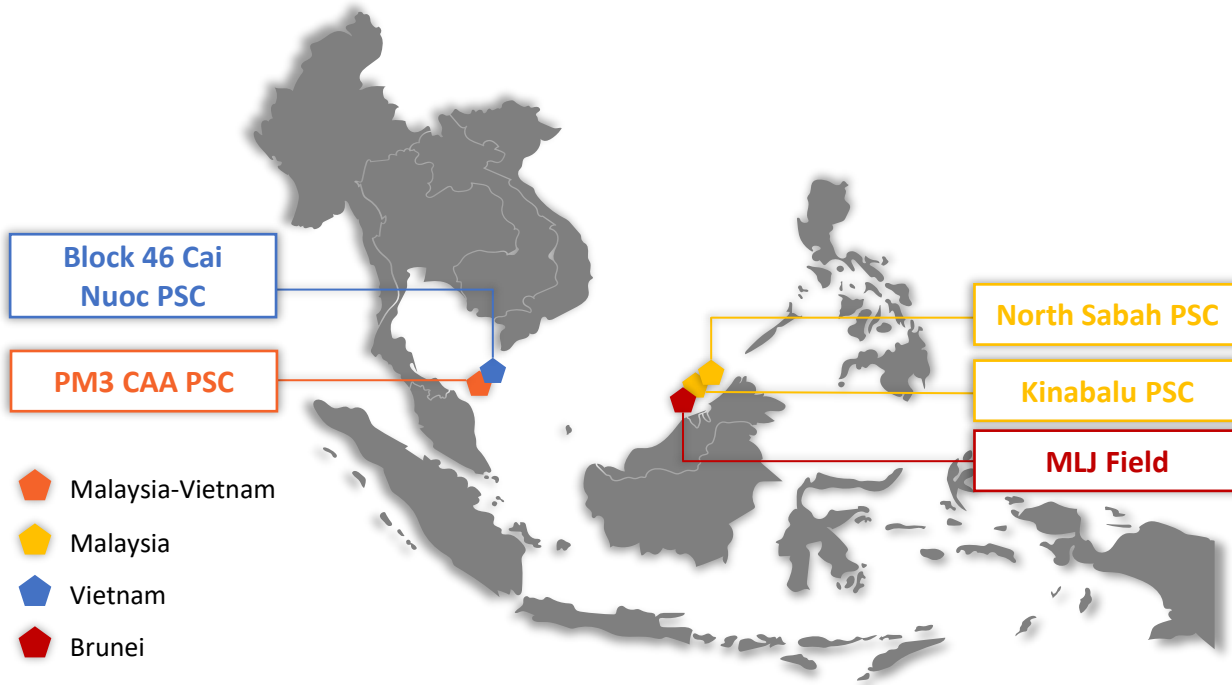 Block 46 Cai
Nuoc PSC
PM3 CAA PSC
North Sabah PSC
Kinabalu PSC
MLJ Field
Malaysia-Vietnam
Malaysia
Vietnam
Brunei